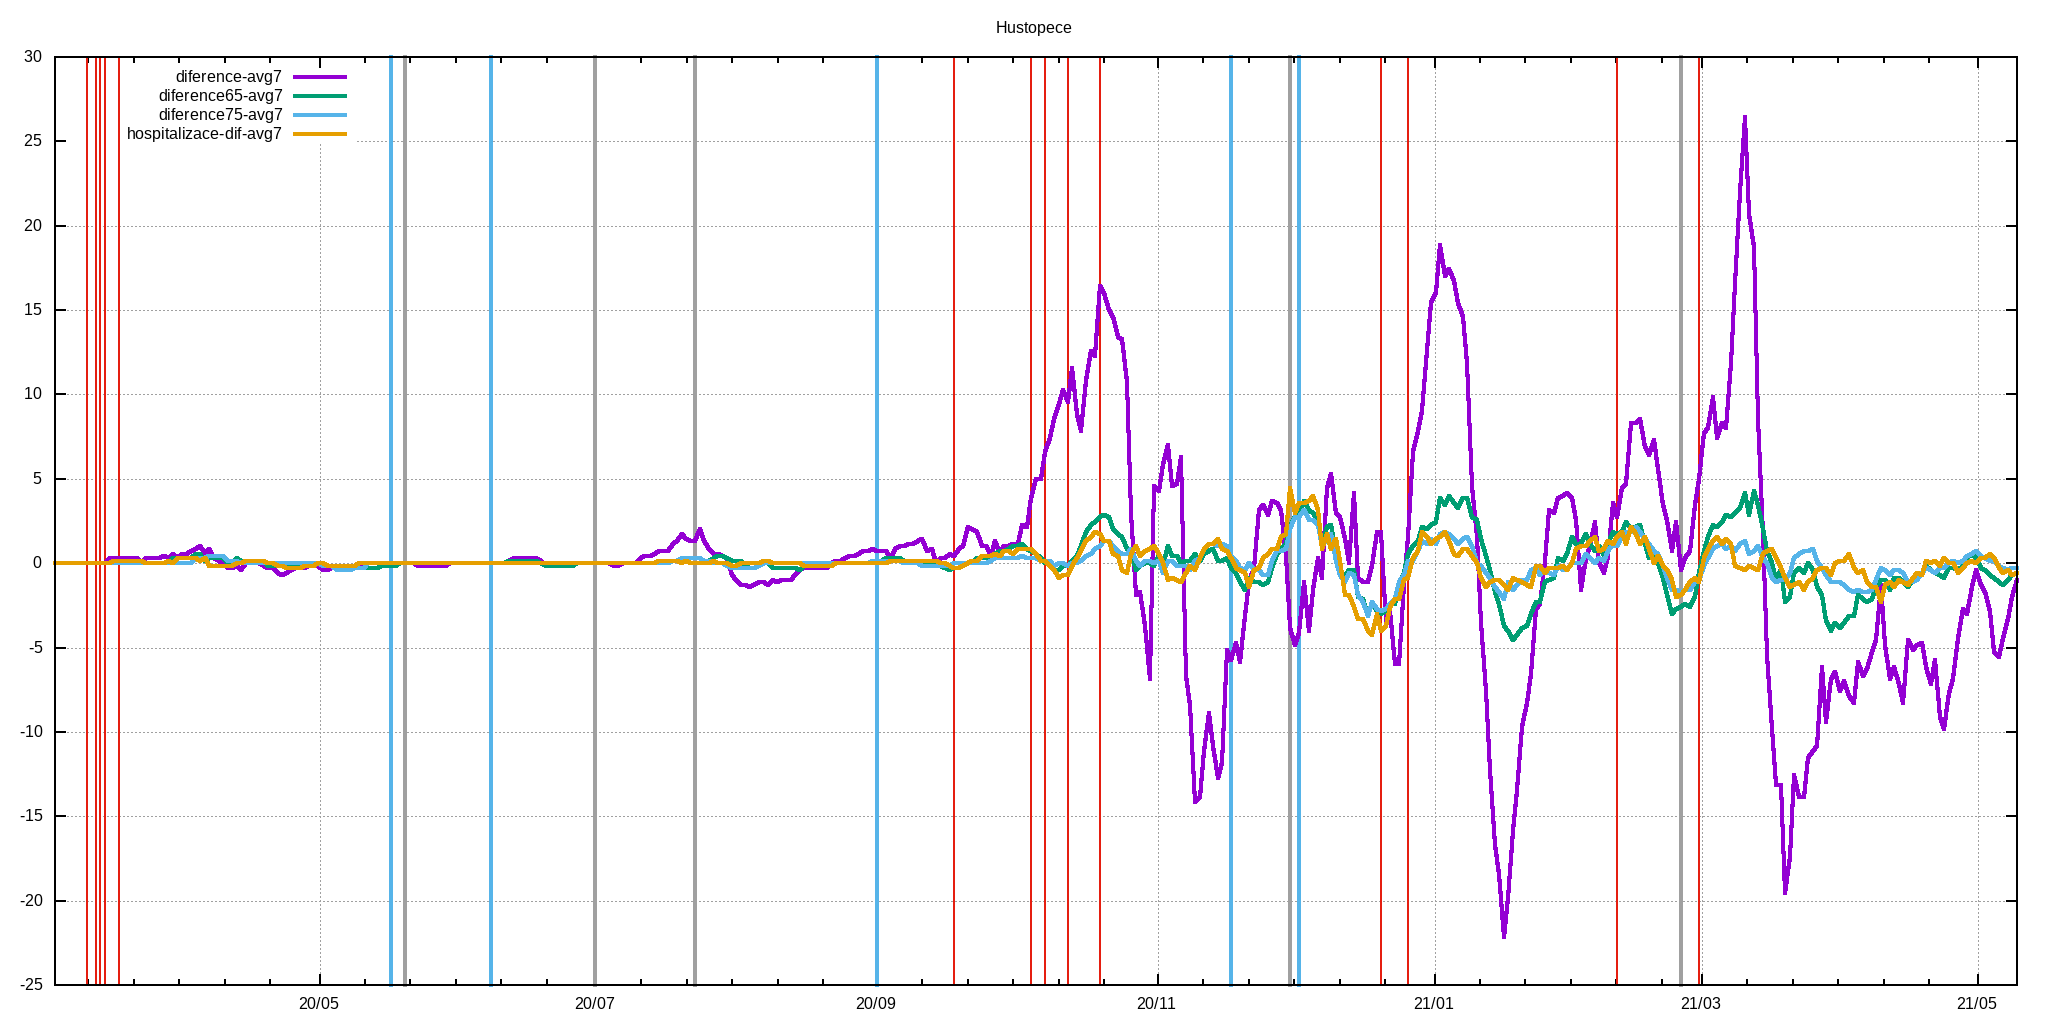 Hustopece
diference-avg7
diference65-avg7
diference75-avg7
hospitalizace-dif-avg7
30
25
20
15
10
5
0
-5
-10
-15
-20
-25
20/05 20/07 20/09 20/11 21/01 21/03 21/05